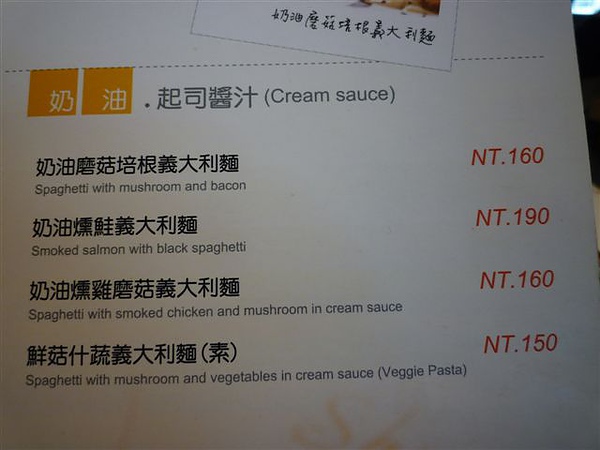 奶油磨菇培根義大利麵
奶油.起司醬汁(Cream sauce)
奶油磨菇培根義大利麵 NT.160
Spaghetti with mushroom and bacon
奶油燻鮭義大利麵 NT.190
Smoked salmon with black spaghetti
奶油燻雞磨菇義大利麵 NT.160
Spaghetti with smoked chicken and mushroom in cream sauce
鮮菇什蔬義大利麵(素) NT.150
Spaghetti with mushroom and vegetables in cream sauce (Veggie Pasta)